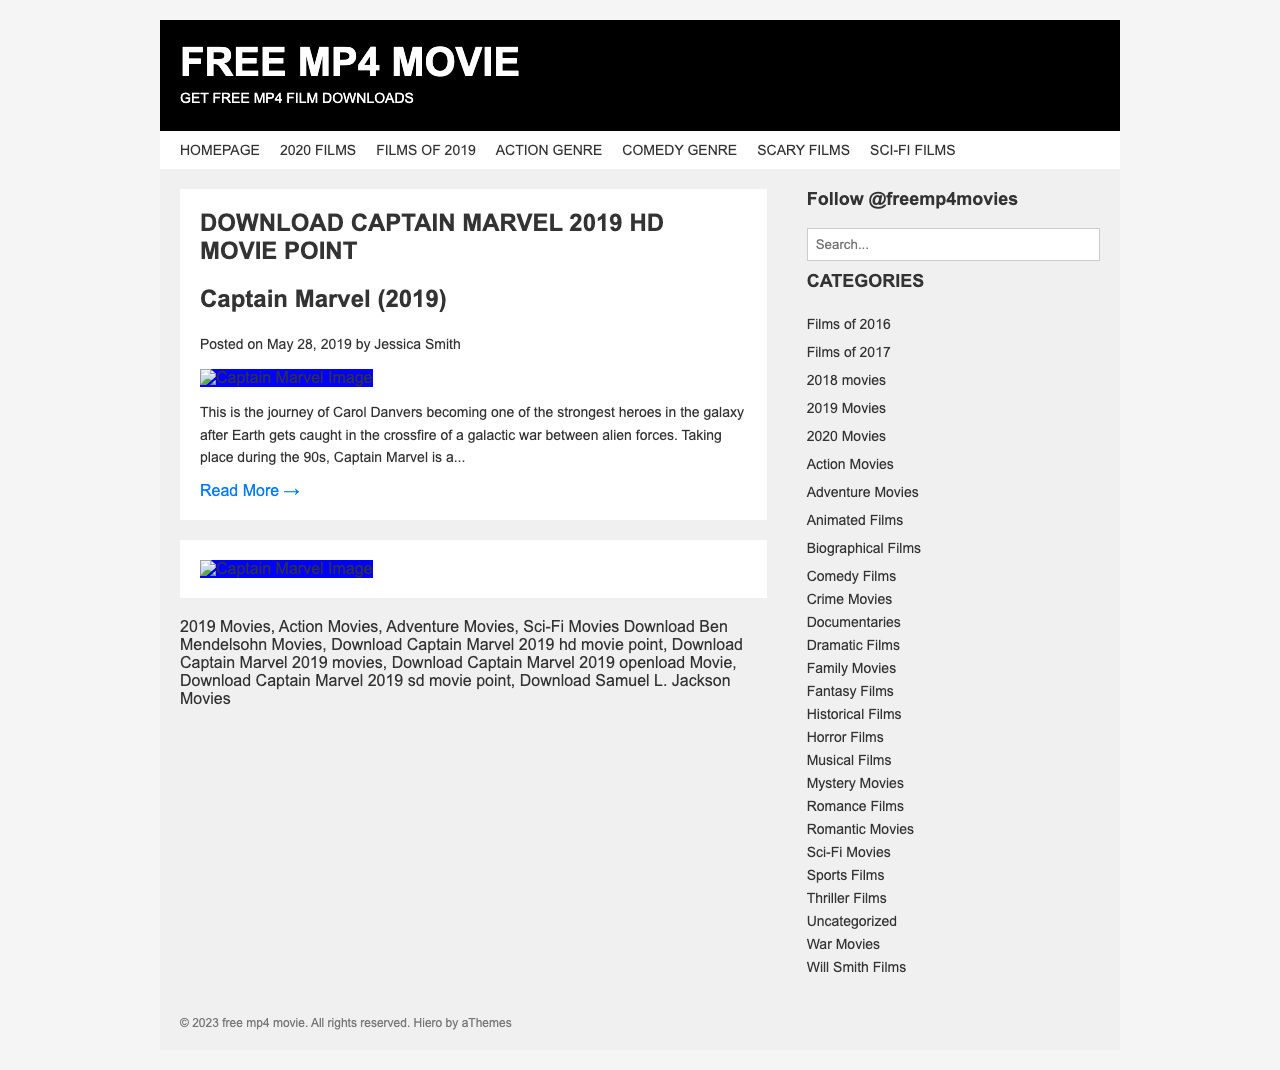 FREE MP4 MOVIE
GET FREE MP4 FILM DOWNLOADS
HOMEPAGE 2020 FILMS FILMS OF 2019 ACTION GENRE COMEDY GENRE SCARY FILMS SCI-FI FILMS
DOWNLOAD CAPTAIN MARVEL 2019 HD
MOVIE POINT
Captain Marvel (2019)
Posted on May 28, 2019 by Jessica Smith
Captain Marvel Image
This is the journey of Carol Danvers becoming one of the strongest heroes in the galaxy
after Earth gets caught in the crossfire of a galactic war between alien forces. Taking
place during the 90s, Captain Marvel is a...
Read More →
Captain Marvel Image
2019 Movies, Action Movies, Adventure Movies, Sci-Fi Movies Download Ben
Mendelsohn Movies, Download Captain Marvel 2019 hd movie point, Download
Captain Marvel 2019 movies, Download Captain Marvel 2019 openload Movie,
Download Captain Marvel 2019 sd movie point, Download Samuel L. Jackson
Movies
Follow @freemp4movies
Search...
CATEGORIES
Films of 2016
Films of 2017
2018 movies
2019 Movies
2020 Movies
Action Movies
Adventure Movies
Animated Films
Biographical Films
Comedy Films
Crime Movies
Documentaries
Dramatic Films
Family Movies
Fantasy Films
Historical Films
Horror Films
Musical Films
Mystery Movies
Romance Films
Romantic Movies
Sci-Fi Movies
Sports Films
Thriller Films
Uncategorized
War Movies
Will Smith Films
© 2023 free mp4 movie. All rights reserved. Hiero by aThemes